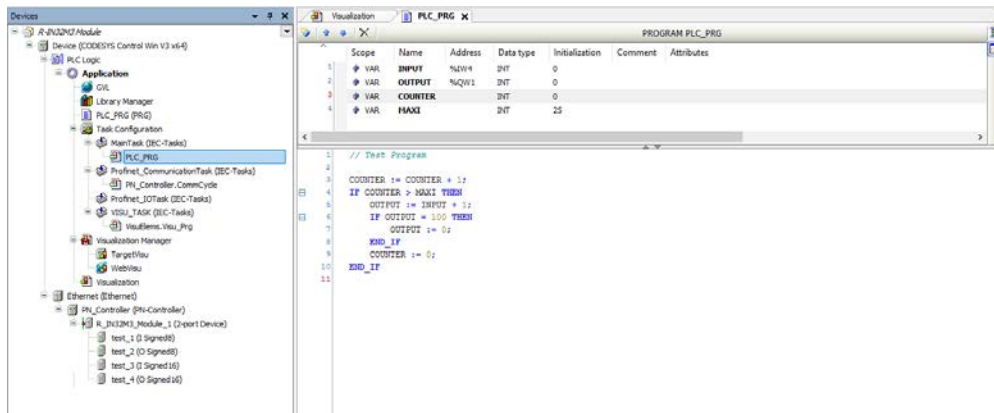 Devices
R-IN32M3 Module
Device (CODESYS Control Win V3 x64)
PLC Logic
Application
GVL
Library Manager
PLC_PRG (PRG)
Task Configuration
MainTask (IEC-Tasks)
PLC_PRG
Profinet_CommunicationTask (IEC-Tasks)
PN_Controller.CommCycle
Profinet_IOTask (IEC-Tasks)
VISU_TASK (IEC-Tasks)
VisuElems.Visu_Prg
Visualization Manager
TargetVisu
WebVisu
Visualization
Ethernet (Ethernet)
PN_Controller (PN-Controller)
R_IN32M3_Module_1 (2-port Device)
test_1 (I Signed8)
test_2 (O Signed8)
test_3 (I Signed16)
test_4 (O Signed16)
Visualization PLC_PRG
PROGRAM PLC_PRG
Scope Name Address Data type Initialization Comment Attributes
1 VAR INPUT %IW4 INT 0
2 VAR OUTPUT %QW1 INT 0
3 VAR COUNTER INT 0
4 VAR MAXI INT 25
1 // Test Program
2
3 COUNTER := COUNTER + 1;
4 IF COUNTER > MAXI THEN
5 OUTPUT := INPUT + 1;
6 IF OUTPUT = 100 THEN
7 OUTPUT := 0;
8 END_IF
9 COUNTER := 0;
10 END_IF
11